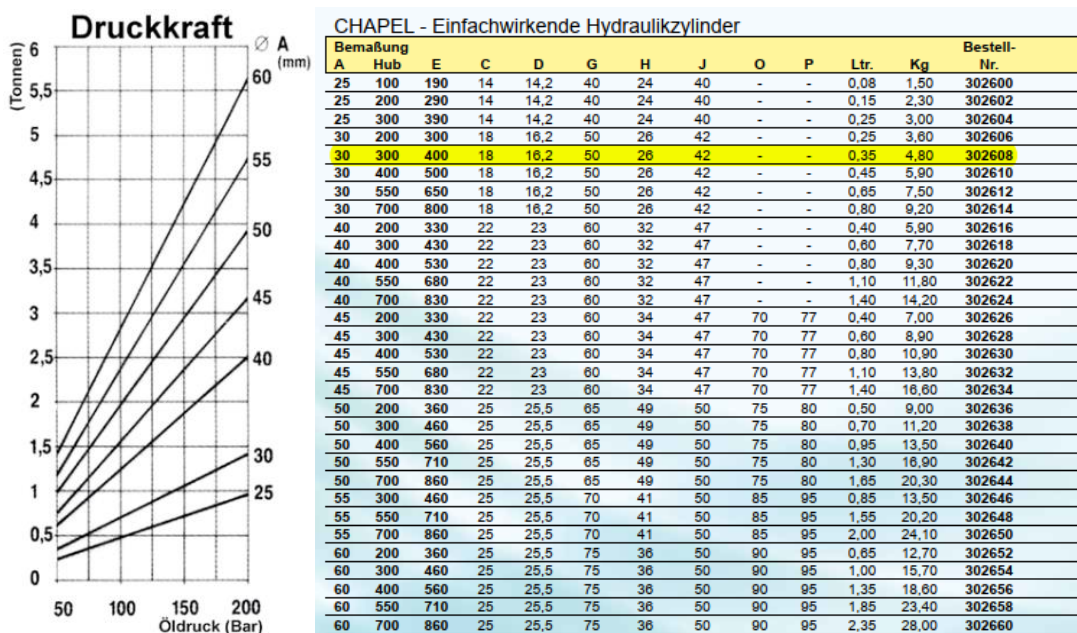 Druckkraft
(Tonnen)
6
5,5
5
4,5
4
3,5
3
2,5
2
1,5
1
0,5
0
50 100 150 200
Öldruck (Bar)
Ø A
(mm)
60
55
50
45
40
30
25
CHAPEL - Einfachwirkende Hydraulikzylinder
Bemaßung Bestell-
A Hub E C D G H J O P Ltr. Kg Nr.
25 100 190 14 14,2 40 24 40 - - 0,08 1,50 302600
25 200 290 14 14,2 40 24 40 - - 0,15 2,30 302602
25 300 390 14 14,2 40 24 40 - - 0,25 3,00 302604
30 200 300 18 16,2 50 26 42 - - 0,25 3,60 302606
30 300 400 18 16,2 50 26 42 - - 0,35 4,80 302608
30 400 500 18 16,2 50 26 42 - - 0,45 5,90 302610
30 550 650 18 16,2 50 26 42 - - 0,65 7,50 302612
30 700 800 18 16,2 50 26 42 - - 0,80 9,20 302614
40 200 330 22 23 60 32 47 - - 0,40 5,90 302616
40 300 430 22 23 60 32 47 - - 0,60 7,70 302618
40 400 530 22 23 60 32 47 - - 0,80 9,30 302620
40 550 680 22 23 60 32 47 - - 1,10 11,80 302622
40 700 830 22 23 60 32 47 - - 1,40 14,20 302624
45 200 330 22 23 60 34 47 70 77 0,40 7,00 302626
45 300 430 22 23 60 34 47 70 77 0,60 8,90 302628
45 400 530 22 23 60 34 47 70 77 0,80 10,90 302630
45 550 680 22 23 60 34 47 70 77 1,10 13,80 302632
45 700 830 22 23 60 34 47 70 77 1,40 16,60 302634
50 200 360 25 25,5 65 49 50 75 80 0,50 9,00 302636
50 300 460 25 25,5 65 49 50 75 80 0,70 11,20 302638
50 400 560 25 25,5 65 49 50 75 80 0,95 13,50 302640
50 550 710 25 25,5 65 49 50 75 80 1,30 16,90 302642
50 700 860 25 25,5 65 49 50 75 80 1,65 20,30 302644
55 300 460 25 25,5 70 41 50 85 95 0,85 13,50 302646
55 550 710 25 25,5 70 41 50 85 95 1,55 20,20 302648
55 700 860 25 25,5 70 41 50 85 95 2,00 24,10 302650
60 200 360 25 25,5 75 36 50 90 95 0,65 12,70 302652
60 300 460 25 25,5 75 36 50 90 95 1,00 15,70 302654
60 400 560 25 25,5 75 36 50 90 95 1,35 18,60 302656
60 550 710 25 25,5 75 36 50 90 95 1,85 23,40 302658
60 700 860 25 25,5 75 36 50 90 95 2,35 28,00 302660